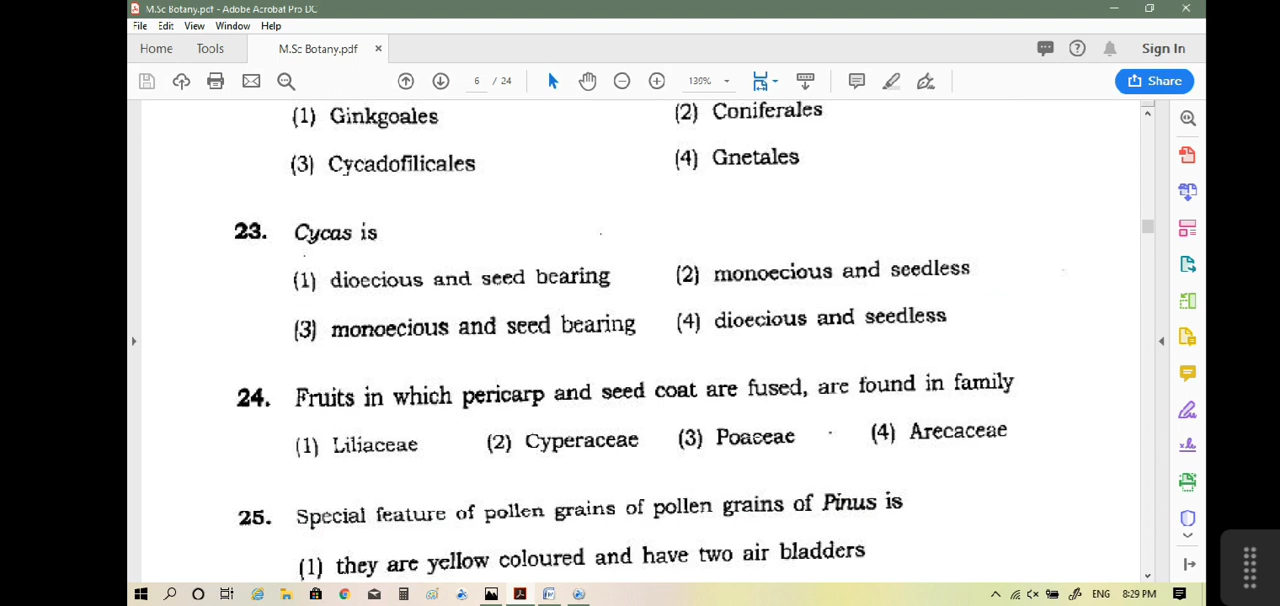 M.Sc Botany.pdf - Adobe Acrobat Pro DC
File Edit View Window Help
Home Tools M.Sc Botany.pdf × Sign In
6 / 24 139% Share
(1) Ginkgoales (2) Coniferales
(3) Cycadofilicales (4) Gnetales
23. Cycas is
(1) dioecious and seed bearing (2) monoecious and seedless
(3) monoecious and seed bearing (4) dioecious and seedless
24. Fruits in which pericarp and seed coat are fused, are found in family
(1) Liliaceae (2) Cyperaceae (3) Poaceae (4) Arecaceae
25. Special feature of pollen grains of pollen grains of Pinus is
(1) they are yellow coloured and have two air bladders
ENG 8:29 PM